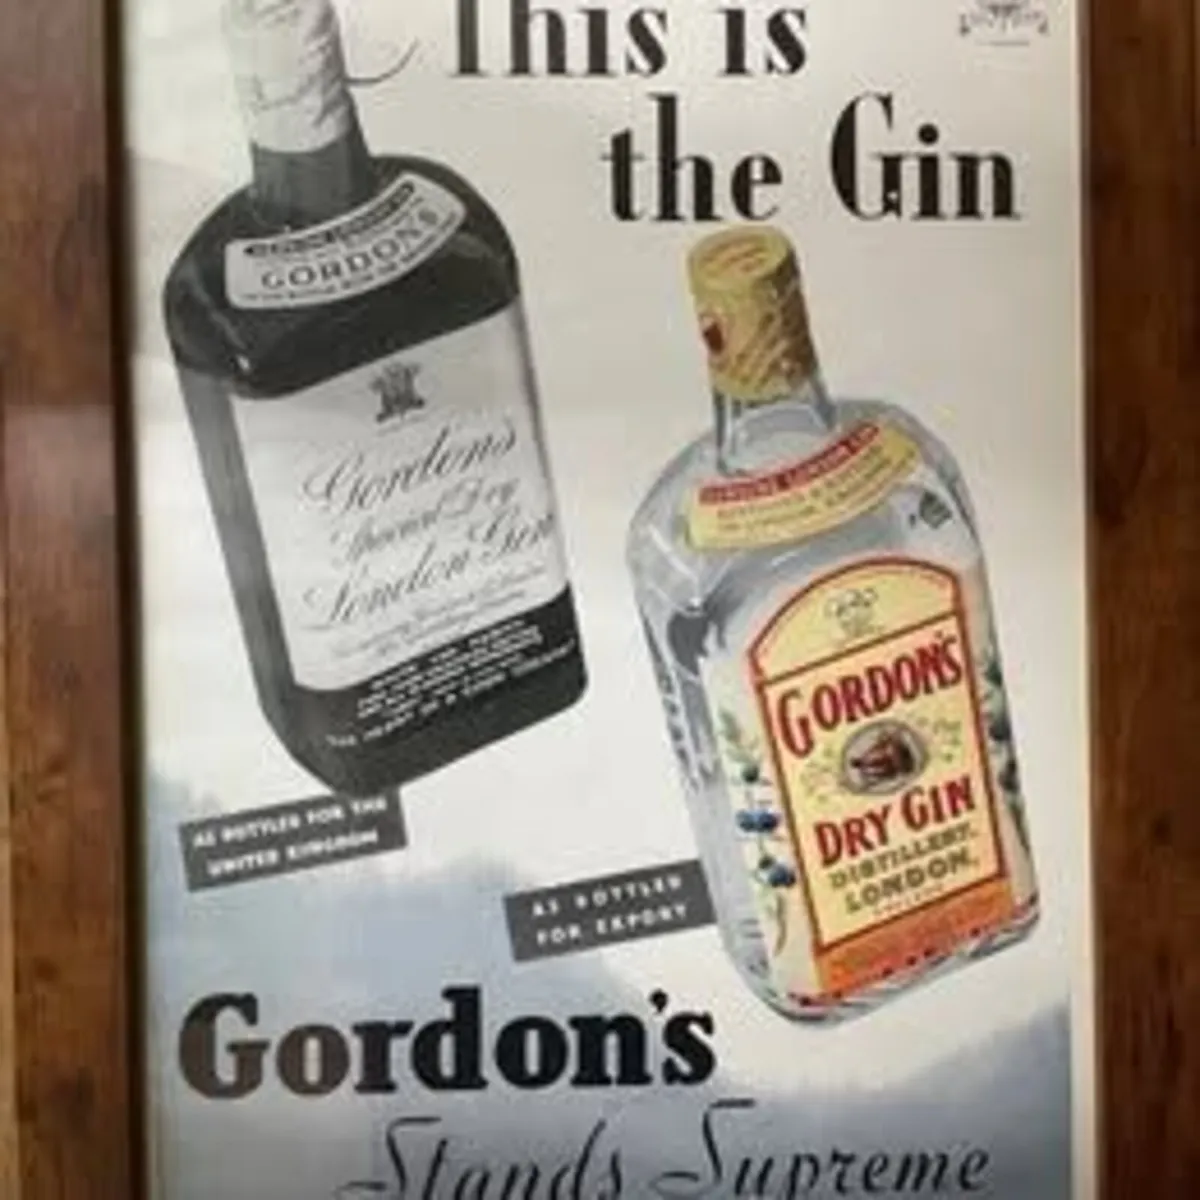 This is
the Gin
GORDON'S
Gordon's
Special Dry
London Gin
GORDON'S
DRY GIN
DISTILLERY.
LONDON.
AS BOTTLED FOR THE
UNITED KINGDOM
AS BOTTLED
FOR EXPORT
Gordon's
Stands Supreme